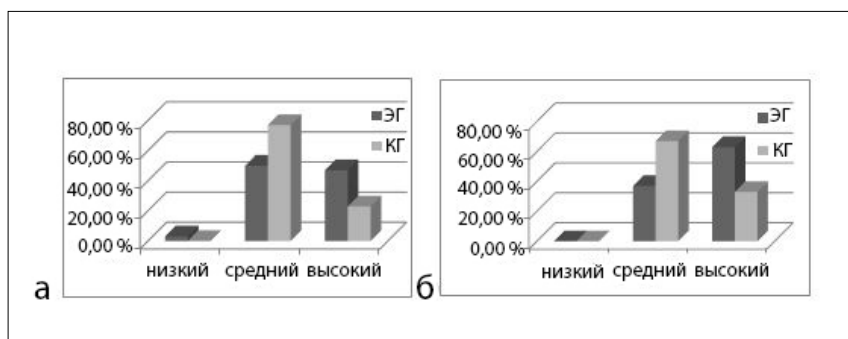 ЭГ
КГ
80,00 %
60,00 %
40,00 %
20,00 %
0,00 %
низкий средний высокий
а
ЭГ
КГ
80,00 %
60,00 %
40,00 %
20,00 %
0,00 %
низкий средний высокий
б